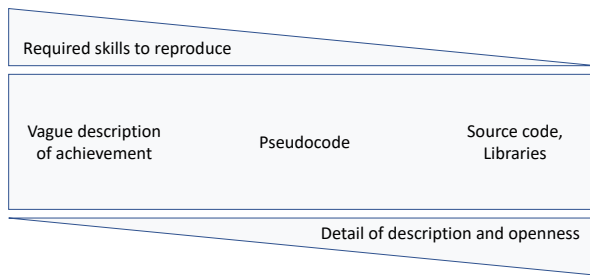 Required skills to reproduce
Vague description
of achievement
Pseudocode
Source code,
Libraries
Detail of description and openness